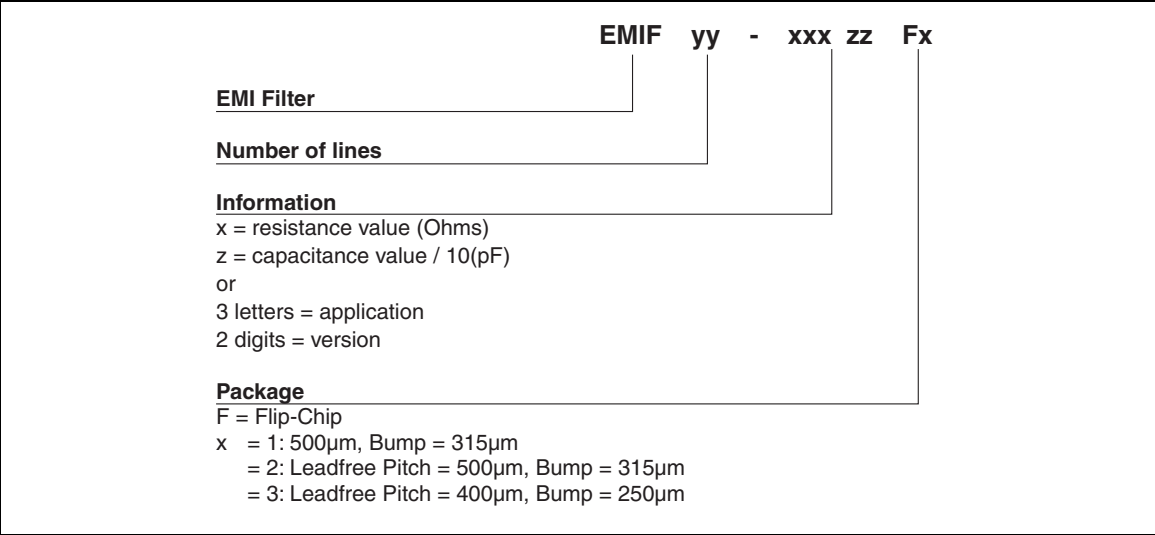 EMIF yy - xxx zz Fx
EMI Filter
Number of lines
Information
x = resistance value (Ohms)
z = capacitance value / 10(pF)
or
3 letters = application
2 digits = version
Package
F = Flip-Chip
x = 1: 500µm, Bump = 315µm
= 2: Leadfree Pitch = 500µm, Bump = 315µm
= 3: Leadfree Pitch = 400µm, Bump = 250µm